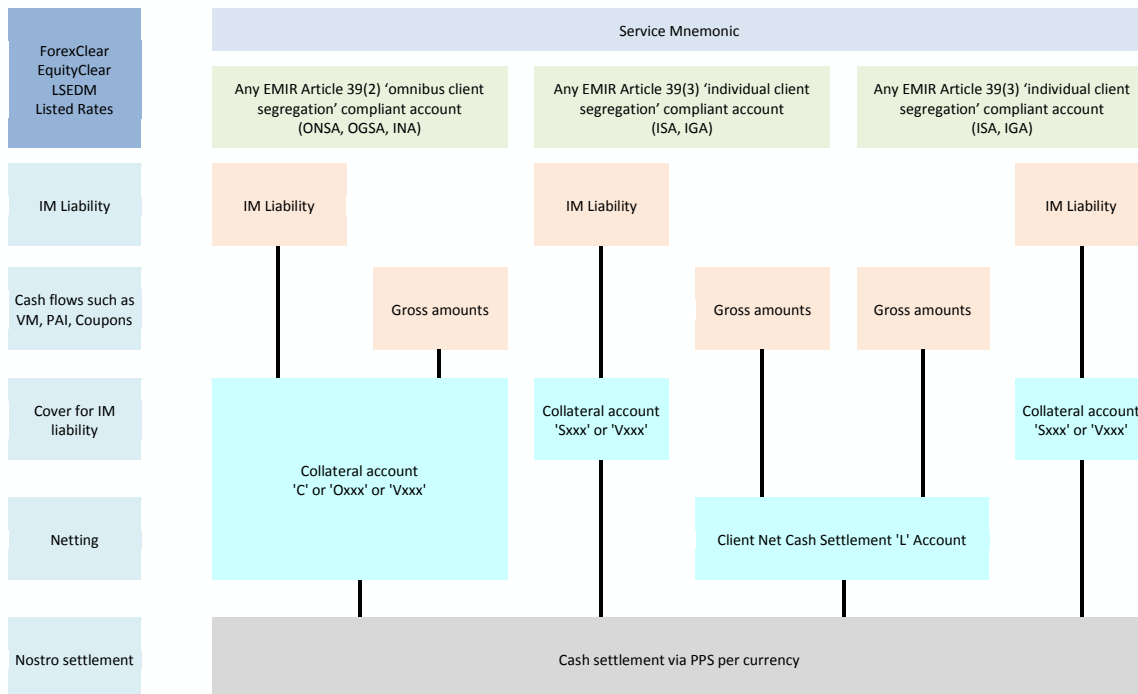 ForexClear
EquityClear
LSEDM
Listed Rates
Service Mnemonic
Any EMIR Article 39(2) ‘omnibus client
segregation’ compliant account
(ONSA, OGSA, INA)
Any EMIR Article 39(3) ‘individual client
segregation’ compliant account
(ISA, IGA)
Any EMIR Article 39(3) ‘individual client
segregation’ compliant account
(ISA, IGA)
IM Liability
IM Liability
IM Liability
IM Liability
Cash flows such as
VM, PAI, Coupons
Gross amounts
Gross amounts
Gross amounts
Cover for IM
liability
Collateral account
'C' or 'Oxxx' or 'Vxxx'
Collateral account
'Sxxx' or 'Vxxx'
Collateral account
'Sxxx' or 'Vxxx'
Netting
Client Net Cash Settlement 'L' Account
Nostro settlement
Cash settlement via PPS per currency